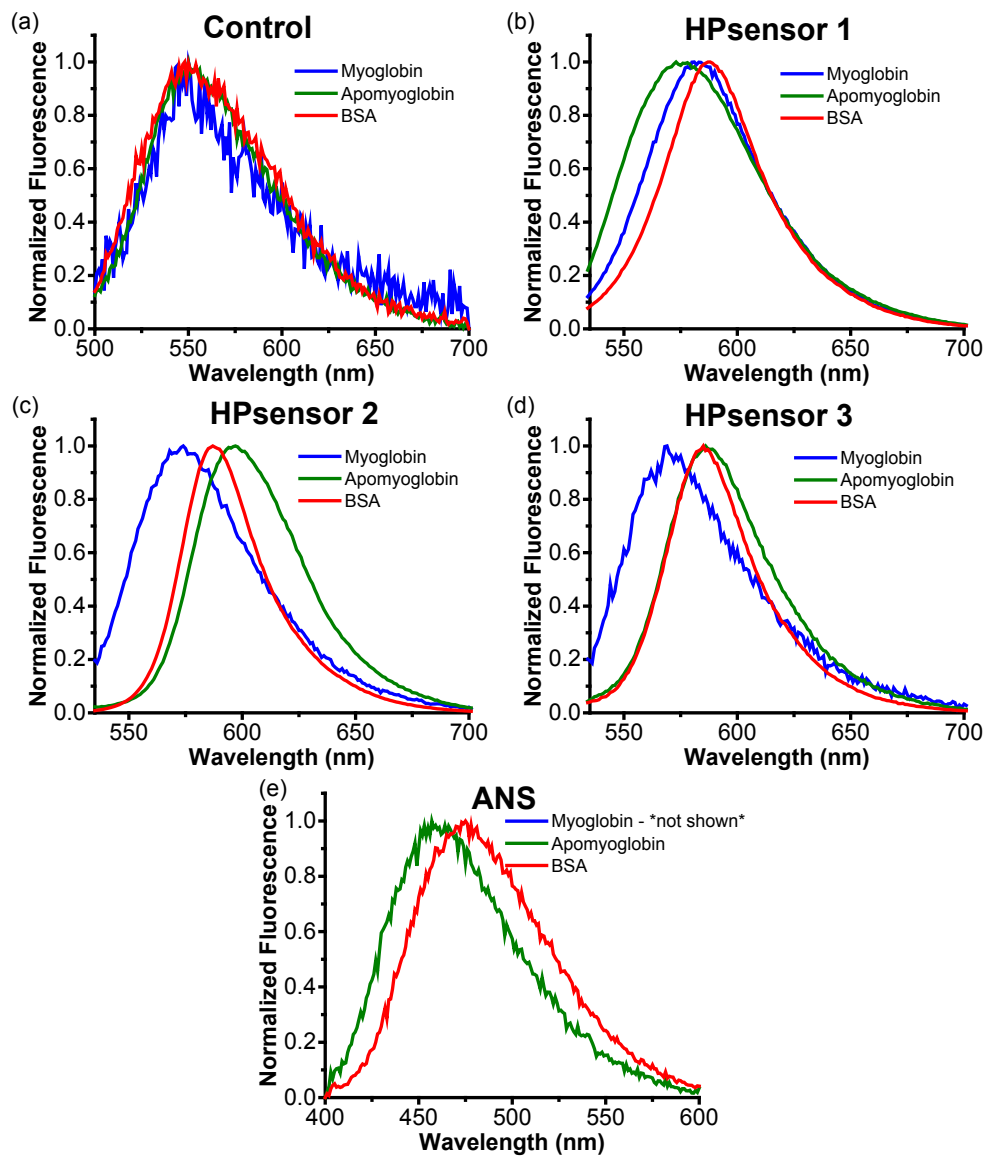 (a)
Control
Myoglobin
Apomyoglobin
BSA
Normalized Fluorescence
1.0
0.8
0.6
0.4
0.2
0.0
500
550
600
650
700
Wavelength (nm)
(b)
HPsensor 1
Myoglobin
Apomyoglobin
BSA
Normalized Fluorescence
1.0
0.8
0.6
0.4
0.2
0.0
550
600
650
700
Wavelength (nm)
(c)
HPsensor 2
Myoglobin
Apomyoglobin
BSA
Normalized Fluorescence
1.0
0.8
0.6
0.4
0.2
0.0
550
600
650
700
Wavelength (nm)
(d)
HPsensor 3
Myoglobin
Apomyoglobin
BSA
Normalized Fluorescence
1.0
0.8
0.6
0.4
0.2
0.0
550
600
650
700
Wavelength (nm)
(e)
ANS
Myoglobin - *not shown*
Apomyoglobin
BSA
Normalized Fluorescence
1.0
0.8
0.6
0.4
0.2
0.0
400
450
500
550
600
Wavelength (nm)